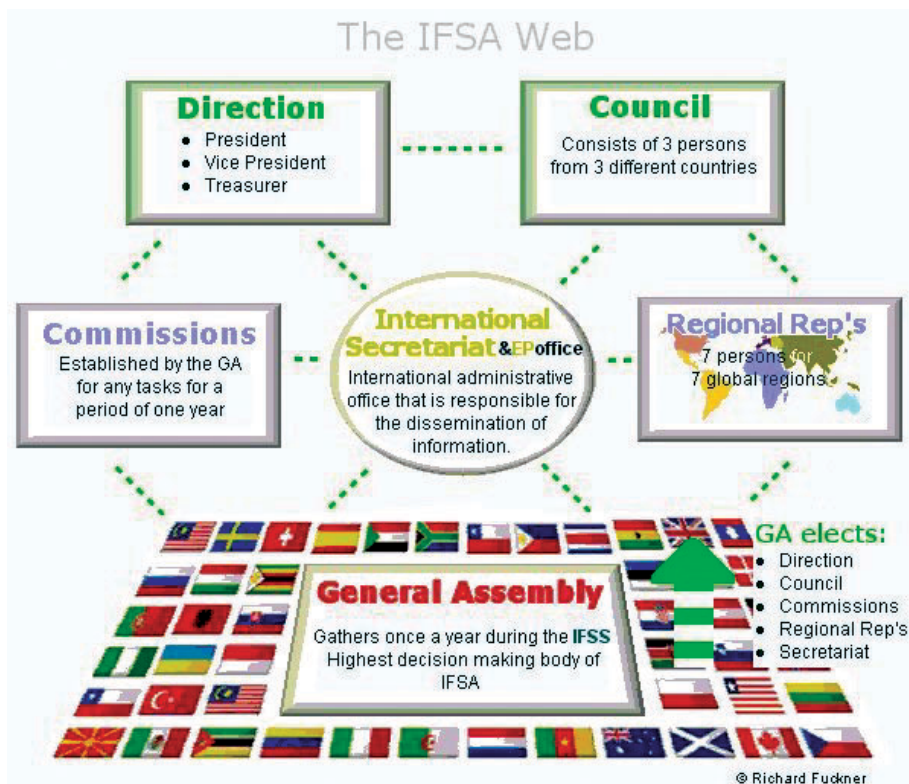 The IFSA Web
Direction
• President
• Vice President
• Treasurer
Council
Consists of 3 persons
from 3 different countries
Commissions
Established by the GA
for any tasks for a
period of one year
International
Secretariat & EP office
International administrative
office that is responsible for
the dissemination of
information.
Regional Rep's
7 persons for
7 global regions
General Assembly
Gathers once a year during the IFSS
Highest decision making body of
IFSA
GA elects:
• Direction
• Council
• Commissions
• Regional Rep's
• Secretariat
© Richard Fuckner